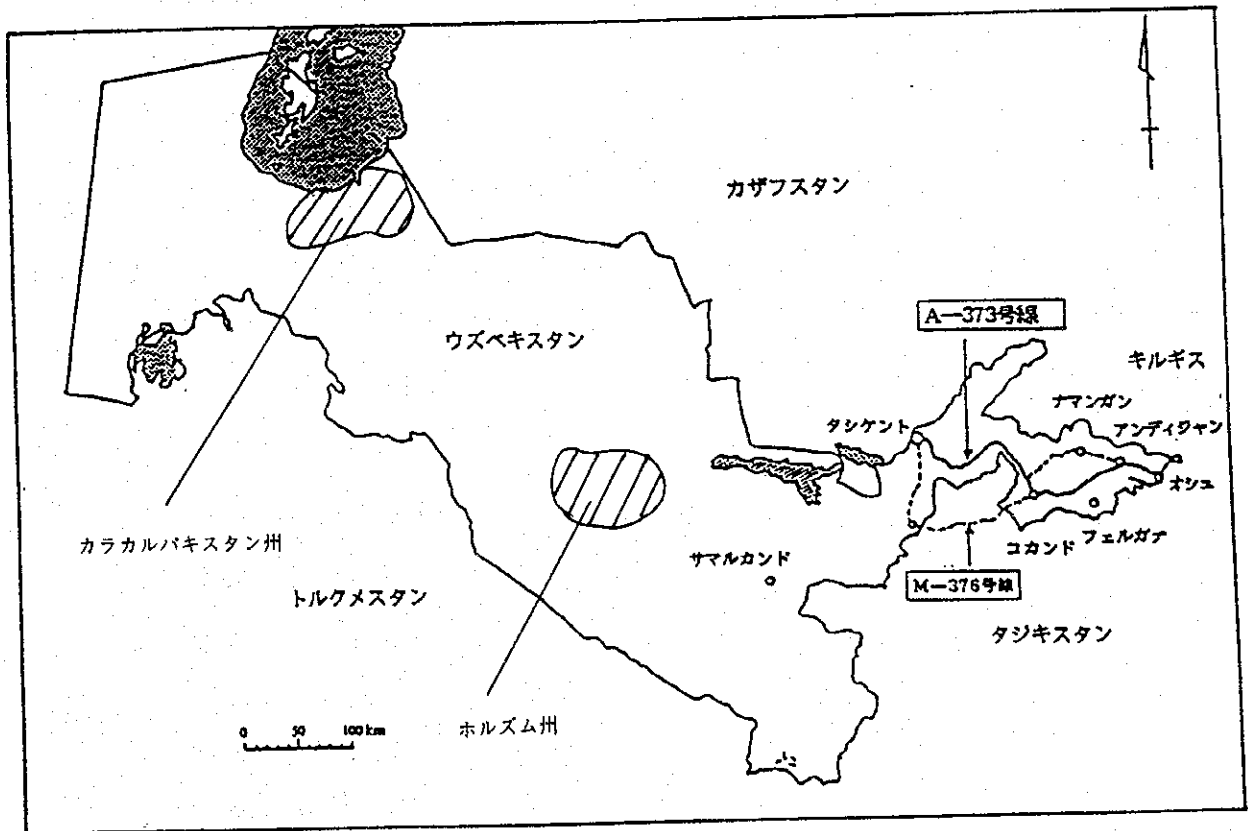 カザフスタン
A—373号線
ウズベキスタン
キルギス
ナマンガン
タシケント
アンディジャン
オシュ
カラカルパキスタン州
サマルカンド
コカンド
フェルガナ
M—376号線
トルクメスタン
タジキスタン
ホルズム州
0 50 100km